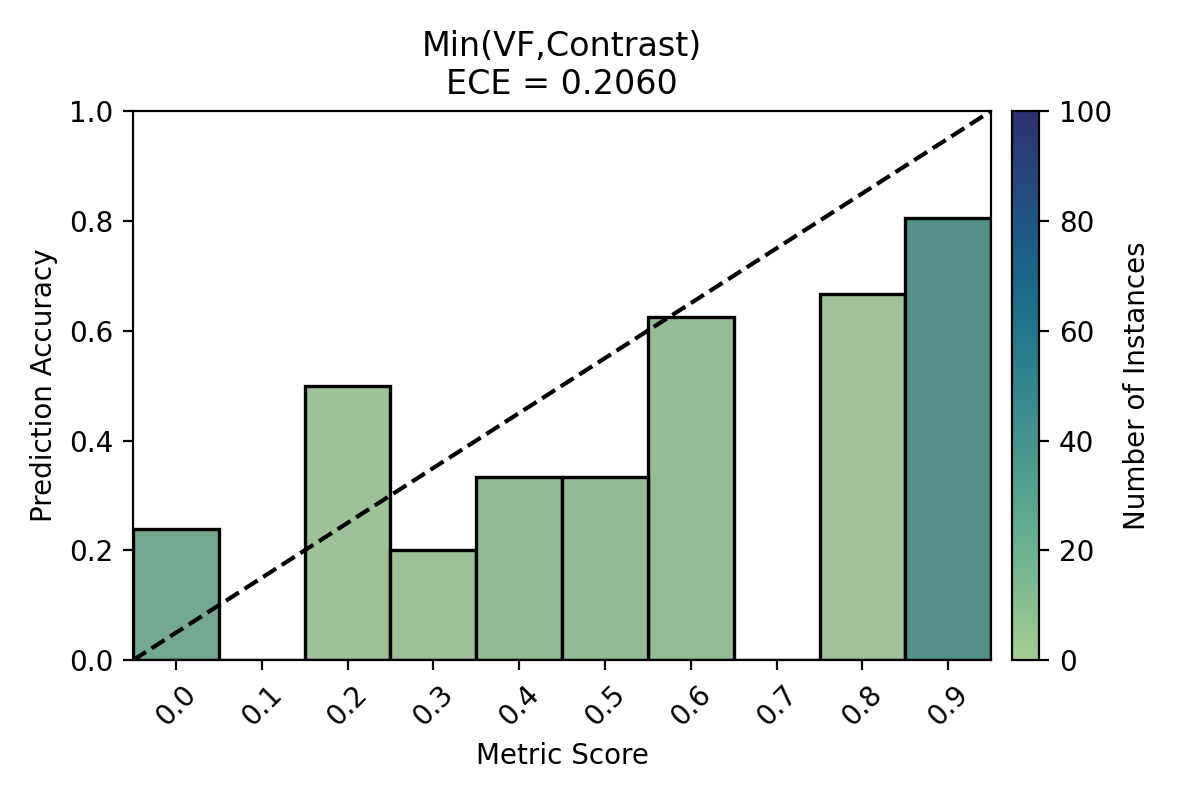 Min(VF,Contrast)
ECE = 0.2060
1.0
0.8
0.6
0.4
0.2
0.0
Prediction Accuracy
0.0 0.1 0.2 0.3 0.4 0.5 0.6 0.7 0.8 0.9
Metric Score
100
80
60
40
20
0
Number of Instances